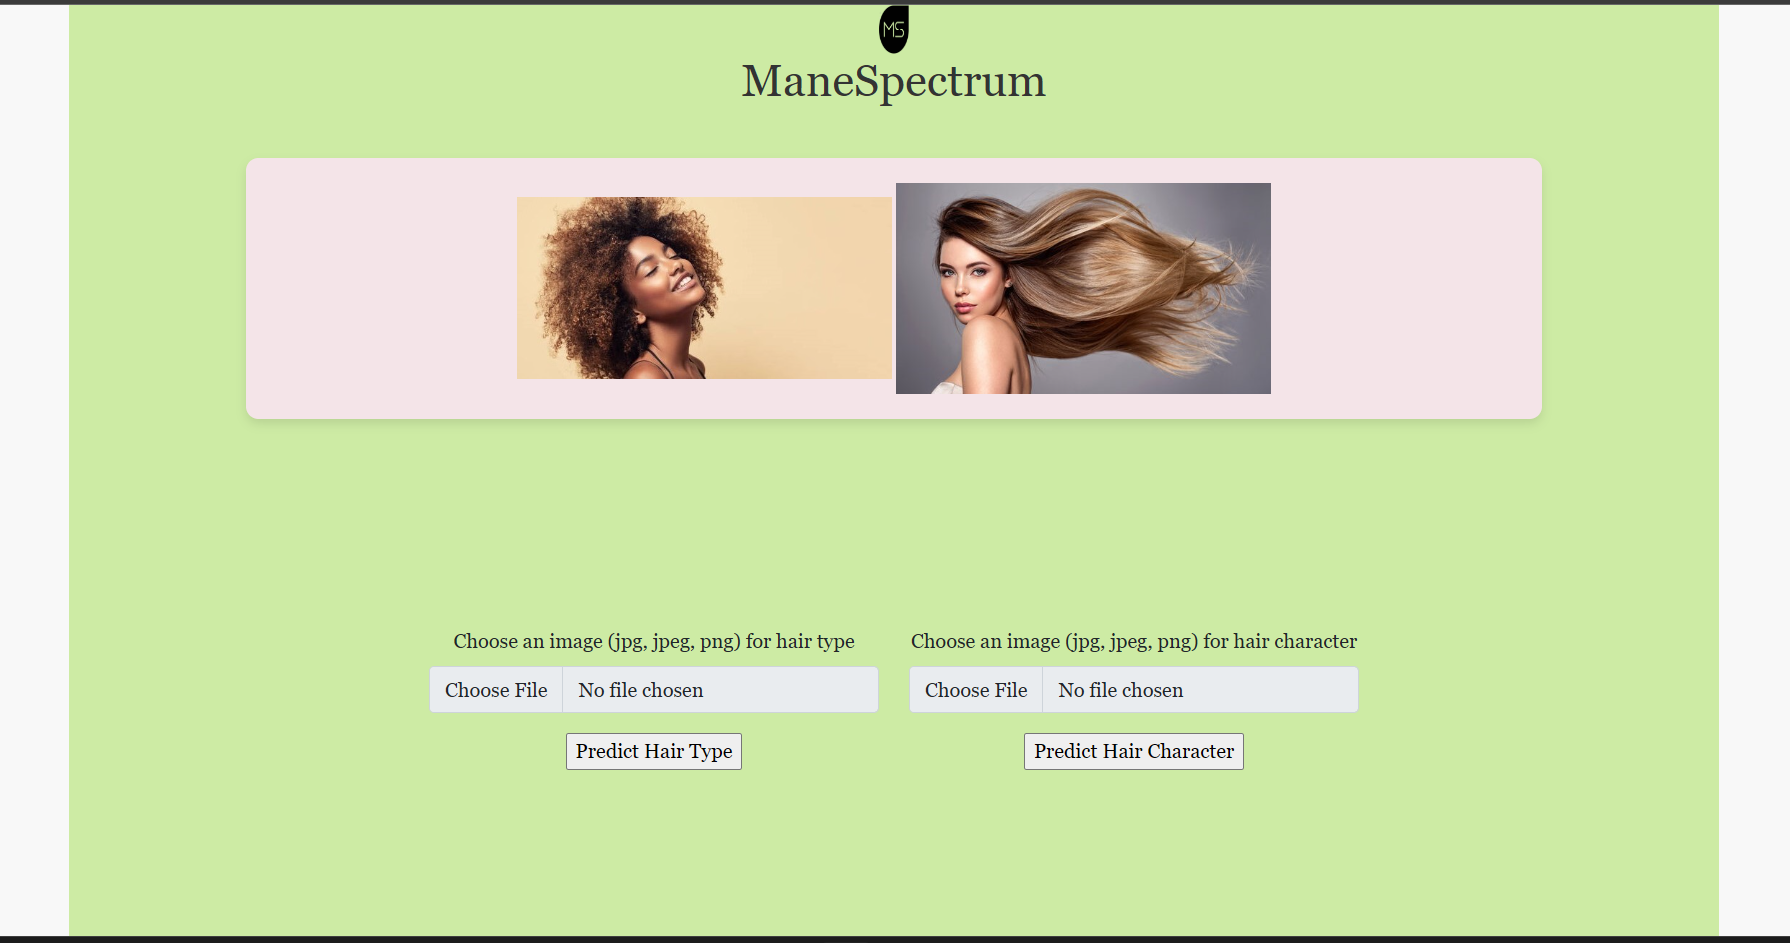 MS
ManeSpectrum
Choose an image (jpg, jpeg, png) for hair type
Choose File No file chosen
Predict Hair Type
Choose an image (jpg, jpeg, png) for hair character
Choose File No file chosen
Predict Hair Character